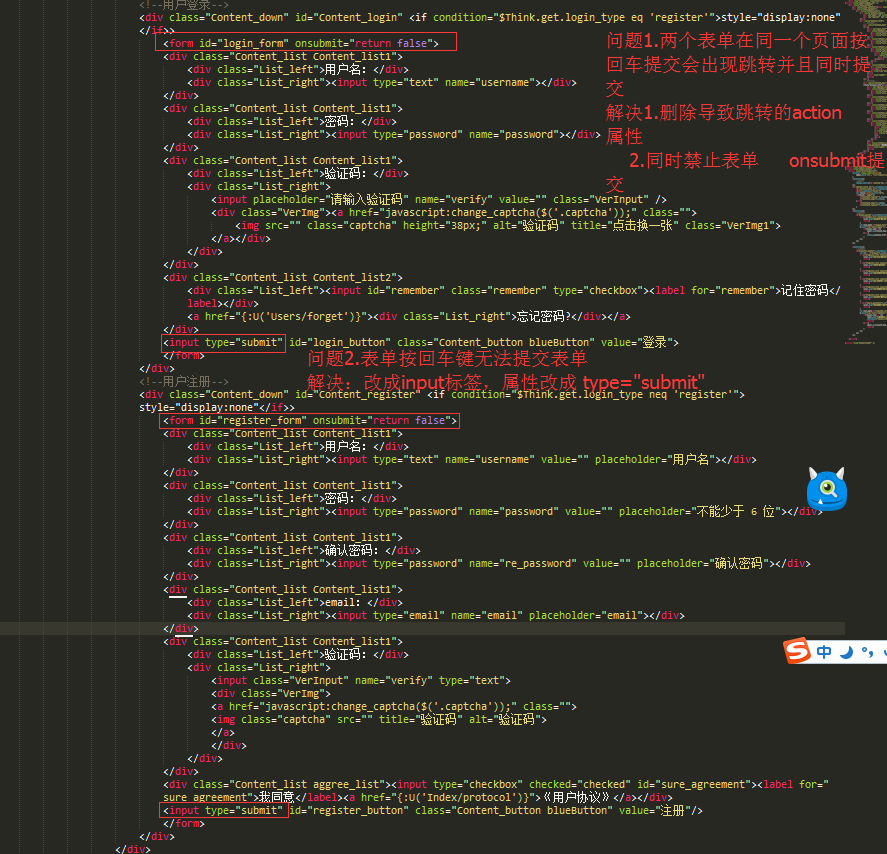 <!--用户登录-->
<div class="Content_down" id="Content_login" <if condition="$Think.get.login_type eq 'register'">style="display:none"
</if>>
<form id="login_form" onsubmit="return false">
问题1.两个表单在同一个页面按
回车提交会出现跳转并且同时提
交
解决1.删除导致跳转的action
属性
2.同时禁止表单 onsubmit提
交
<div class="Content_list Content_list1">
<div class="List_left">用户名：</div>
<div class="List_right"><input type="text" name="username"></div>
</div>
<div class="Content_list Content_list1">
<div class="List_left">密码：</div>
<div class="List_right"><input type="password" name="password"></div>
</div>
<div class="Content_list Content_list1">
<div class="List_left">验证码：</div>
<div class="List_right">
<input placeholder="请输入验证码" name="verify" value="" class="VerInput" />
<div class="VerImg"><a href="javascript:change_captcha($('.captcha'));" class="">
<img src="" class="captcha" height="38px;" alt="验证码" title="点击换一张" class="VerImg1">
</a></div>
</div>
</div>
<div class="Content_list Content_list2">
<div class="List_left"><input id="remember" class="remember" type="checkbox"><label for="remember">记住密码</
label></div>
<a href="{:U('Users/forget')}"><div class="List_right">忘记密码?</div></a>
</div>
<input type="submit" id="login_button" class="Content_button blueButton" value="登录">
</form>
问题2.表单按回车键无法提交表单
解决：改成input标签，属性改成 type="submit"
</div>
<!--用户注册-->
<div class="Content_down" id="Content_register" <if condition="$Think.get.login_type neq 'register'">
style="display:none"</if>>
<form id="register_form" onsubmit="return false">
<div class="Content_list Content_list1">
<div class="List_left">用户名：</div>
<div class="List_right"><input type="text" name="username" value="" placeholder="用户名"></div>
</div>
<div class="Content_list Content_list1">
<div class="List_left">密码：</div>
<div class="List_right"><input type="password" name="password" value="" placeholder="不能少于 6 位"></div>
</div>
<div class="Content_list Content_list1">
<div class="List_left">确认密码：</div>
<div class="List_right"><input type="password" name="re_password" value="" placeholder="确认密码"></div>
</div>
<div class="Content_list Content_list1">
<div class="List_left">email：</div>
<div class="List_right"><input type="email" name="email" placeholder="email"></div>
</div>
<div class="Content_list Content_list1">
<div class="List_left">验证码：</div>
<div class="List_right">
<input class="VerInput" name="verify" type="text">
<div class="VerImg">
<a href="javascript:change_captcha($('.captcha'));" class="">
<img class="captcha" src="" title="验证码" alt="验证码">
</a>
</div>
</div>
</div>
<div class="Content_list aggree_list"><input type="checkbox" checked="checked" id="sure_agreement"><label for="
sure_agreement">我同意</label><a href="{:U('Index/protocol')}">《用户协议》</a></div>
<input type="submit" id="register_button" class="Content_button blueButton" value="注册"/>
</form>
</div>
</div>
S 中